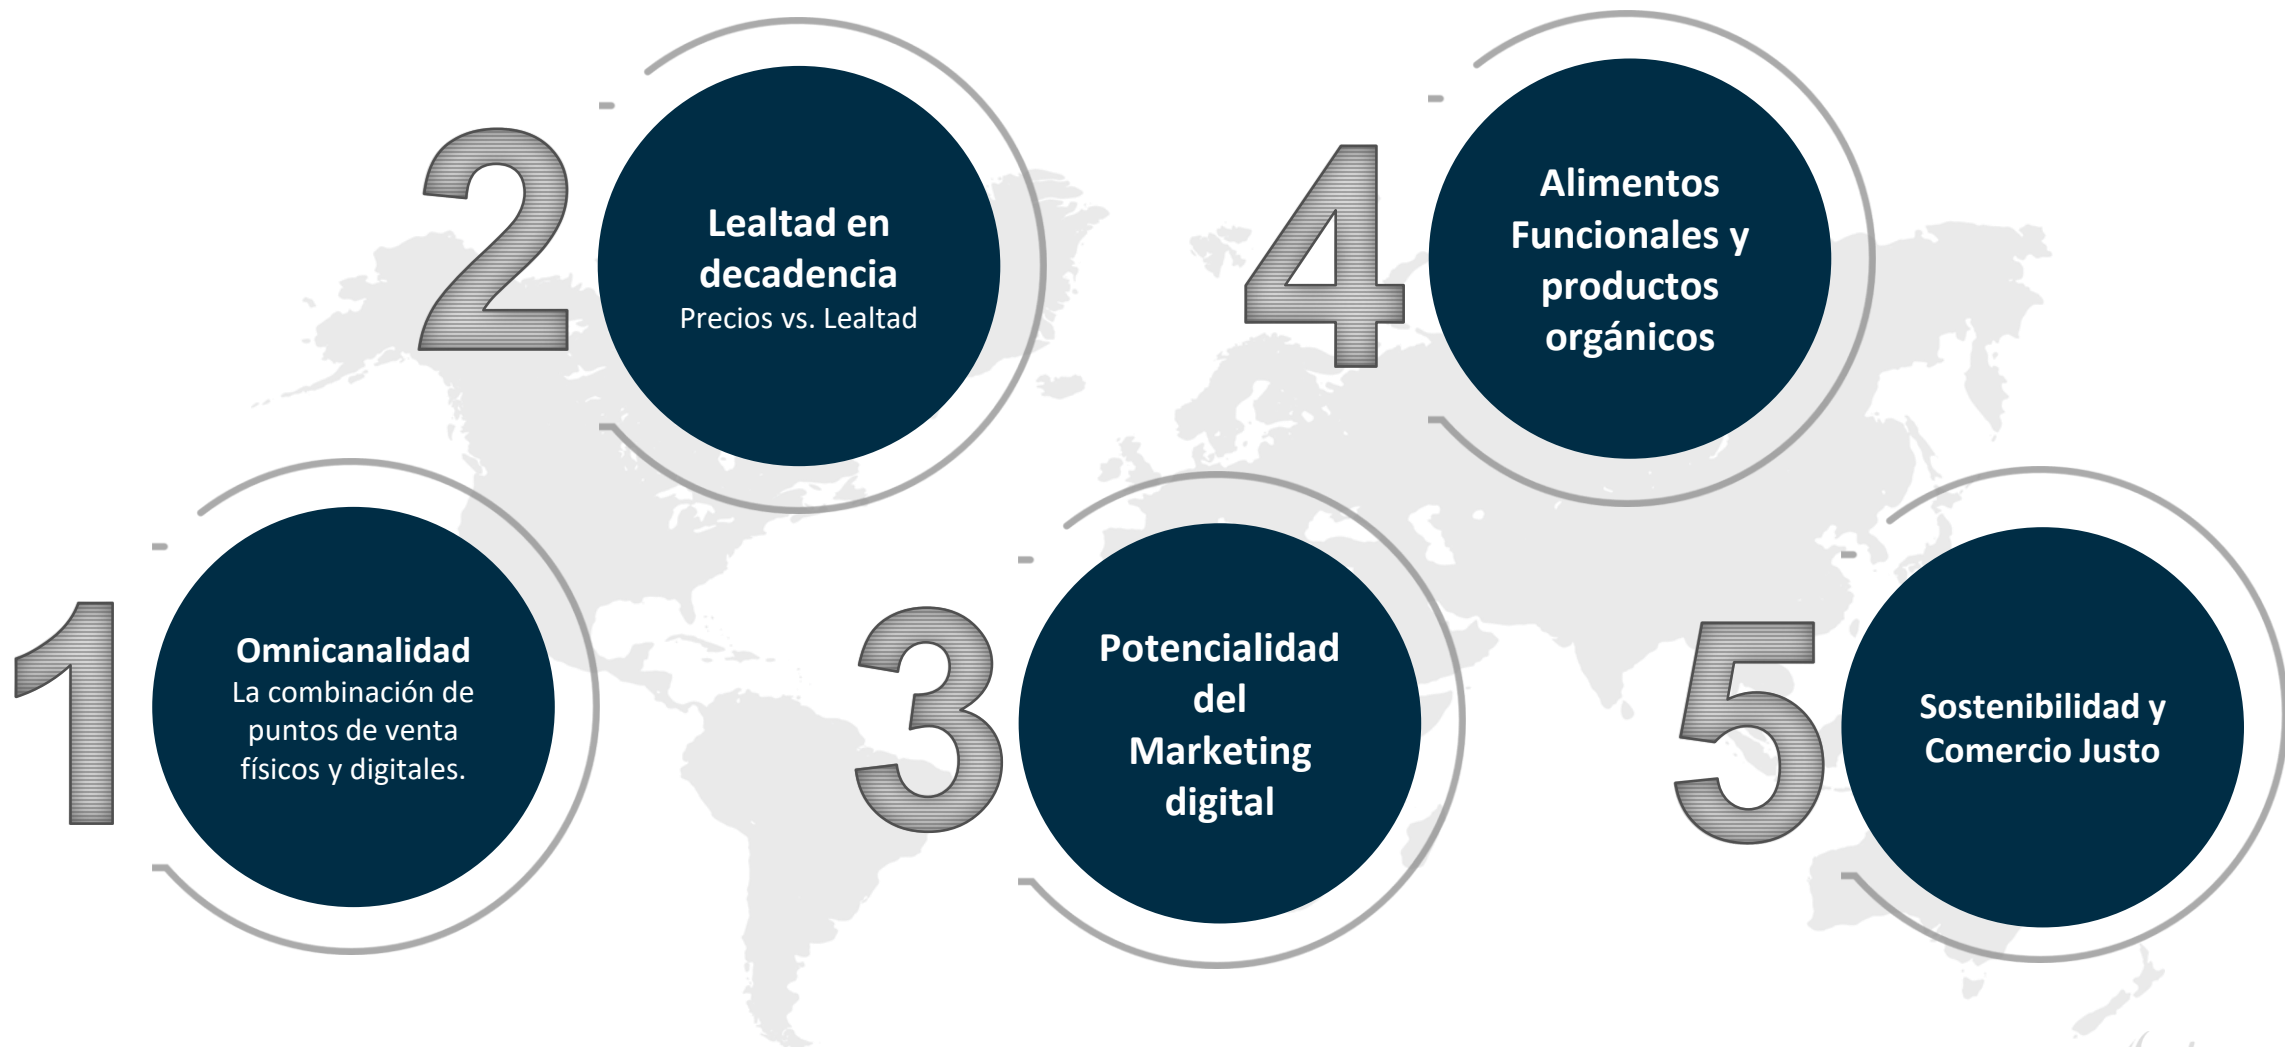 1
Omnicanalidad
La combinación de
puntos de venta
físicos y digitales.
2
Lealtad en
decadencia
Precios vs. Lealtad
3
Potencialidad
del
Marketing
digital
4
Alimentos
Funcionales y
productos
orgánicos
5
Sostenibilidad y
Comercio Justo